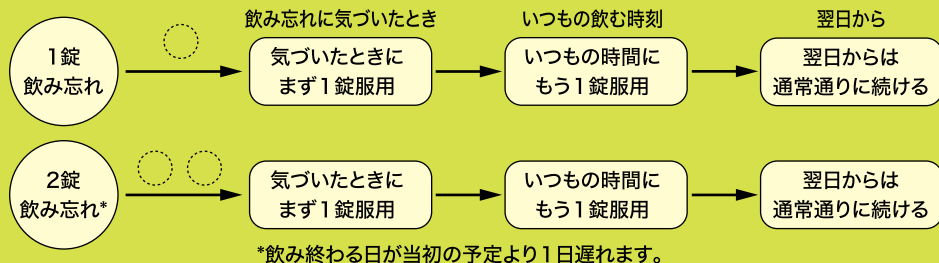 飲み忘れに気づいたとき
いつもの飲む時刻
翌日から
1錠
飲み忘れ
気づいたときに
まず1錠服用
いつもの時間に
もう1錠服用
翌日からは
通常通りに続ける
2錠
飲み忘れ*
気づいたときに
まず1錠服用
いつもの時間に
もう1錠服用
翌日からは
通常通りに続ける
*飲み終わる日が当初の予定より1日遅れます。